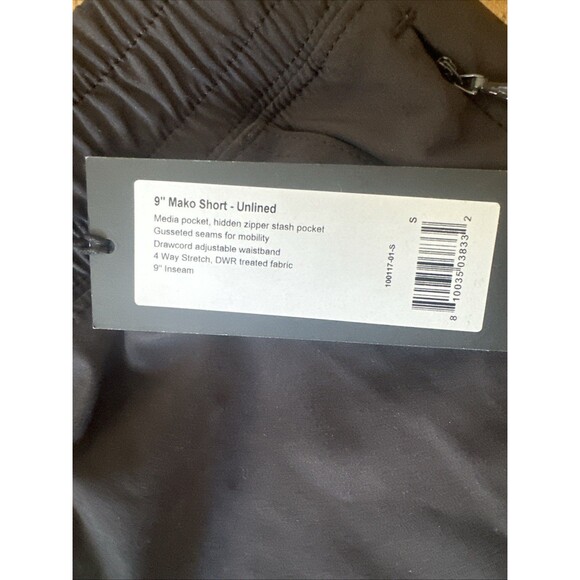 9" Mako Short - Unlined
Media pocket, hidden zipper stash pocket
Gusseted seams for mobility
Drawcord adjustable waistband
4 Way Stretch, DWR treated fabric
9" Inseam
100117-01-S
S
8 10035 03833 2